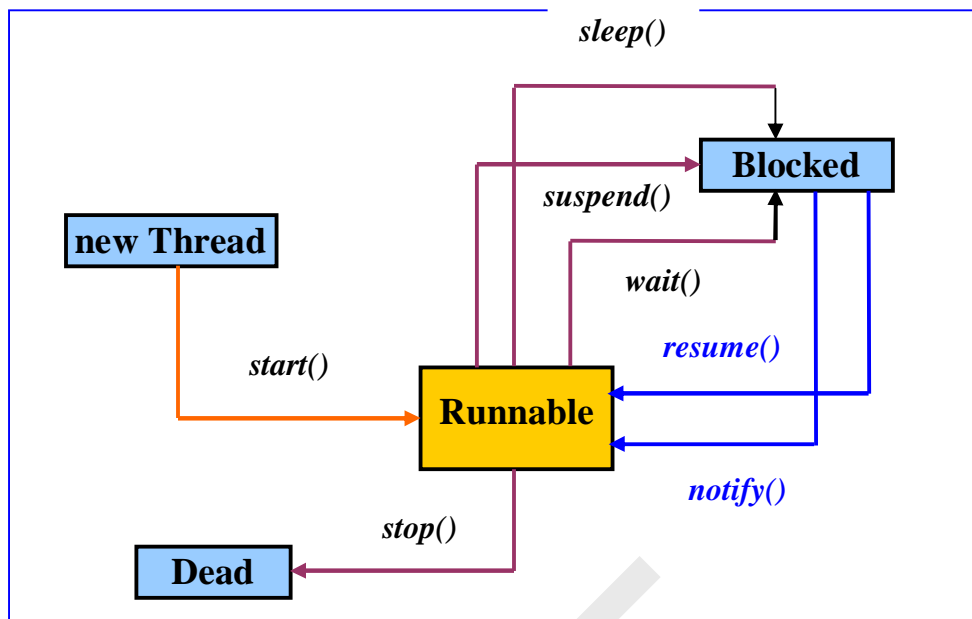 sleep()
Blocked
suspend()
new Thread
wait()
resume()
start()
Runnable
notify()
stop()
Dead